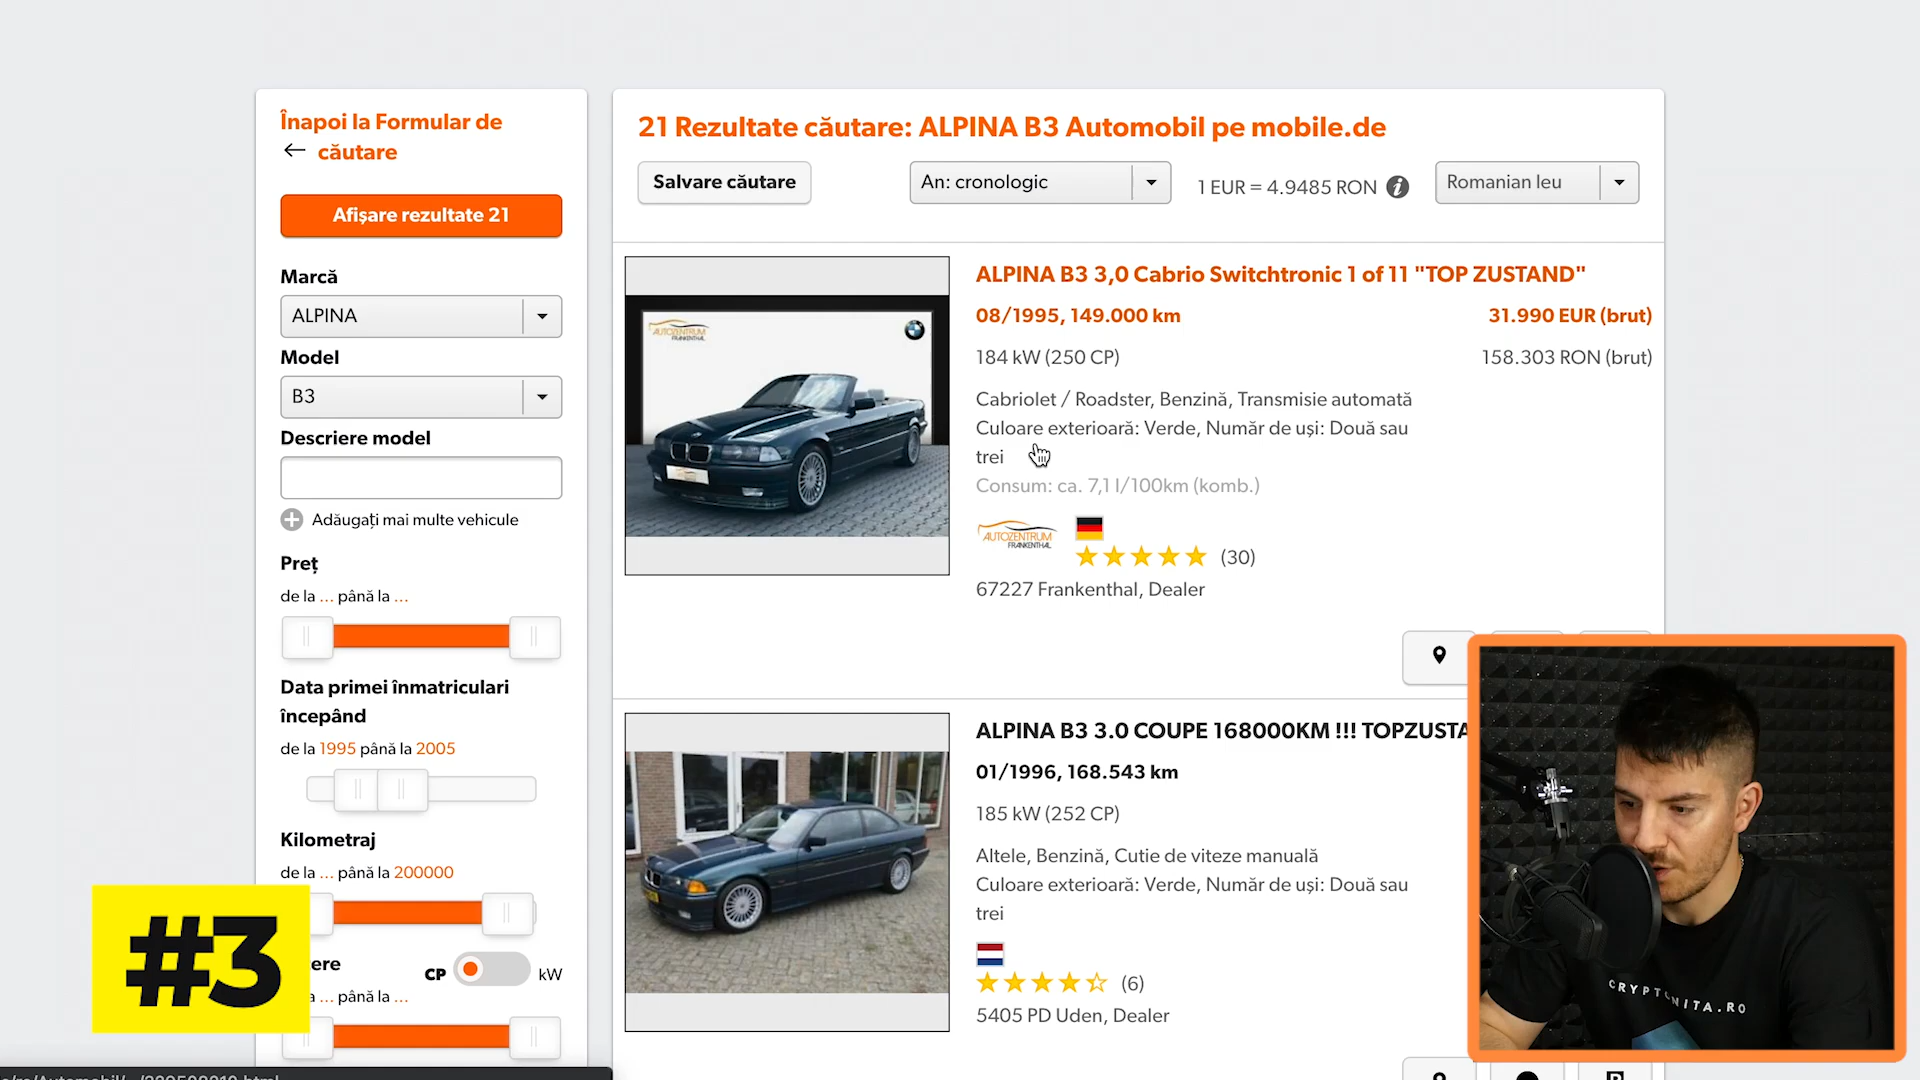 Înapoi la Formular de
căutare
Afișare rezultate 21
Marcă
ALPINA
Model
B3
Descriere model
Adăugați mai multe vehicule
Preț
de la ... până la ...
Data primei înmatriculari
începând
de la 1995 până la 2005
Kilometraj
de la ... până la 200000
ere
CP
kW
... până la ...
#3
21 Rezultate căutare: ALPINA B3 Automobil pe mobile.de
Salvare căutare
An: cronologic
1 EUR = 4.9485 RON
Romanian leu
AUTOZENTRUM
FRANKENTHAL
ALPINA B3 3,0 Cabrio Switchtronic 1 of 11 "TOP ZUSTAND"
08/1995, 149.000 km
31.990 EUR (brut)
184 kW (250 CP)
158.303 RON (brut)
Cabriolet / Roadster, Benzină, Transmisie automată
Culoare exterioară: Verde, Număr de uși: Două sau
trei
Consum: ca. 7,1 l/100km (komb.)
AUTOZENTRUM
FRANKENTHAL
(30)
67227 Frankenthal, Dealer
ALPINA B3 3.0 COUPE 168000KM !!! TOPZUSTA
01/1996, 168.543 km
185 kW (252 CP)
Altele, Benzină, Cutie de viteze manuală
Culoare exterioară: Verde, Număr de uși: Două sau
trei
(6)
5405 PD Uden, Dealer
CRYPTONITA.RO